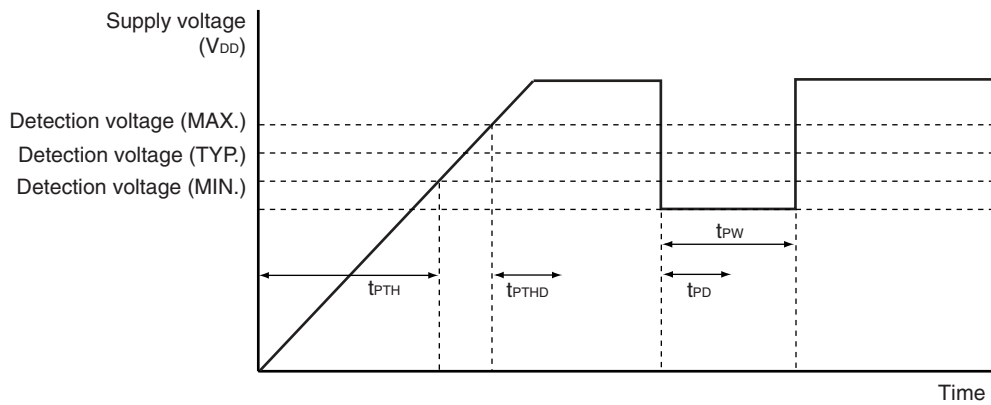 Supply voltage
(VDD)
Detection voltage (MAX.)
Detection voltage (TYP.)
Detection voltage (MIN.)
tPW
tPTH
tPTHD
tPD
Time